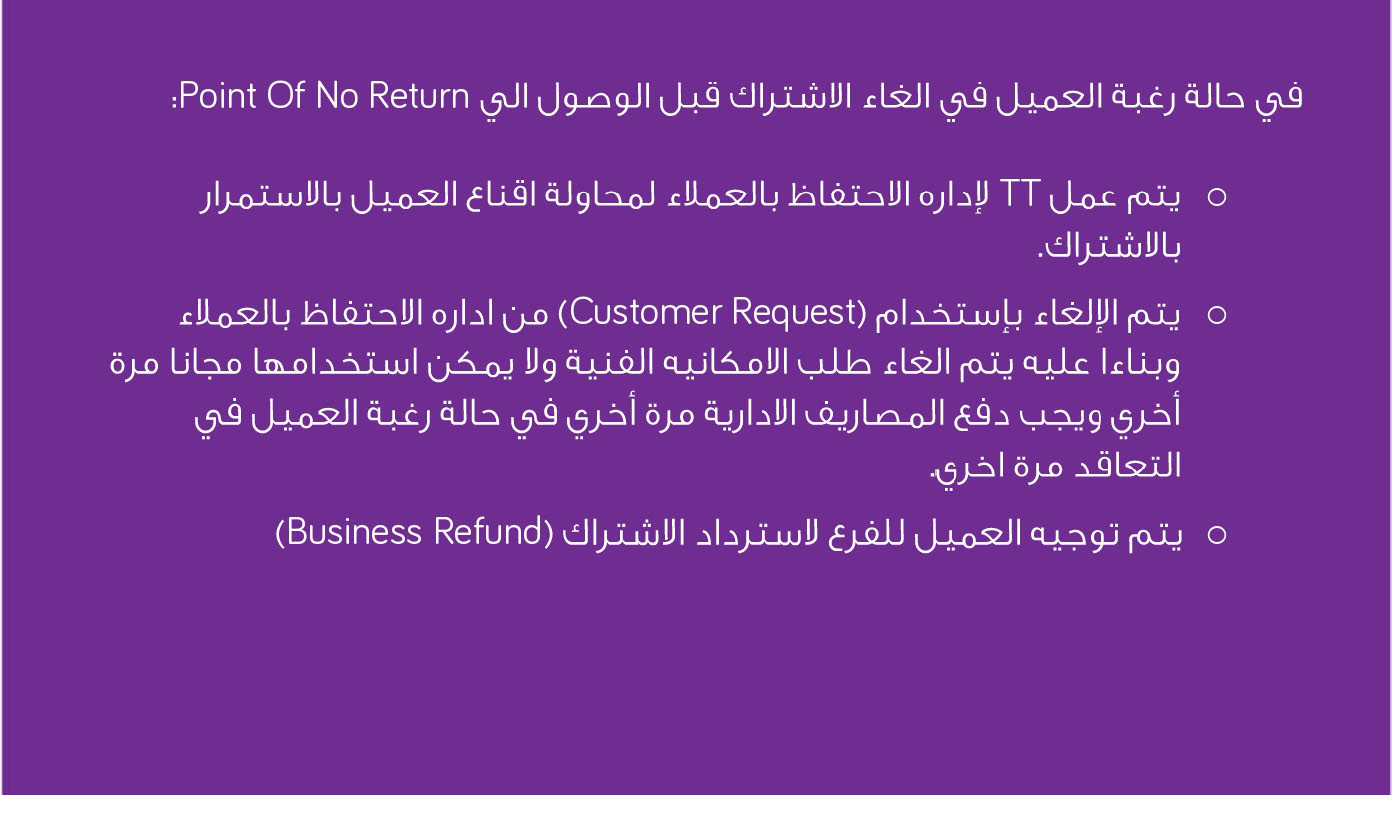 في حالة رغبة العميل في الغاء الاشتراك قبل الوصول الي Point Of No Return:
○ يتم عمل TT لإداره الاحتفاظ بالعملاء لمحاولة اقناع العميل بالاستمرار
بالاشتراك.
○ يتم الإلغاء بإستخدام (Customer Request) من اداره الاحتفاظ بالعملاء
وبناءا عليه يتم الغاء طلب الامكانيه الفنية ولا يمكن استخدامها مجانا مرة
أخري ويجب دفع المصاريف الادارية مرة أخري في حالة رغبة العميل في
التعاقد مرة اخري.
○ يتم توجيه العميل للفرع لاسترداد الاشتراك (Business Refund)